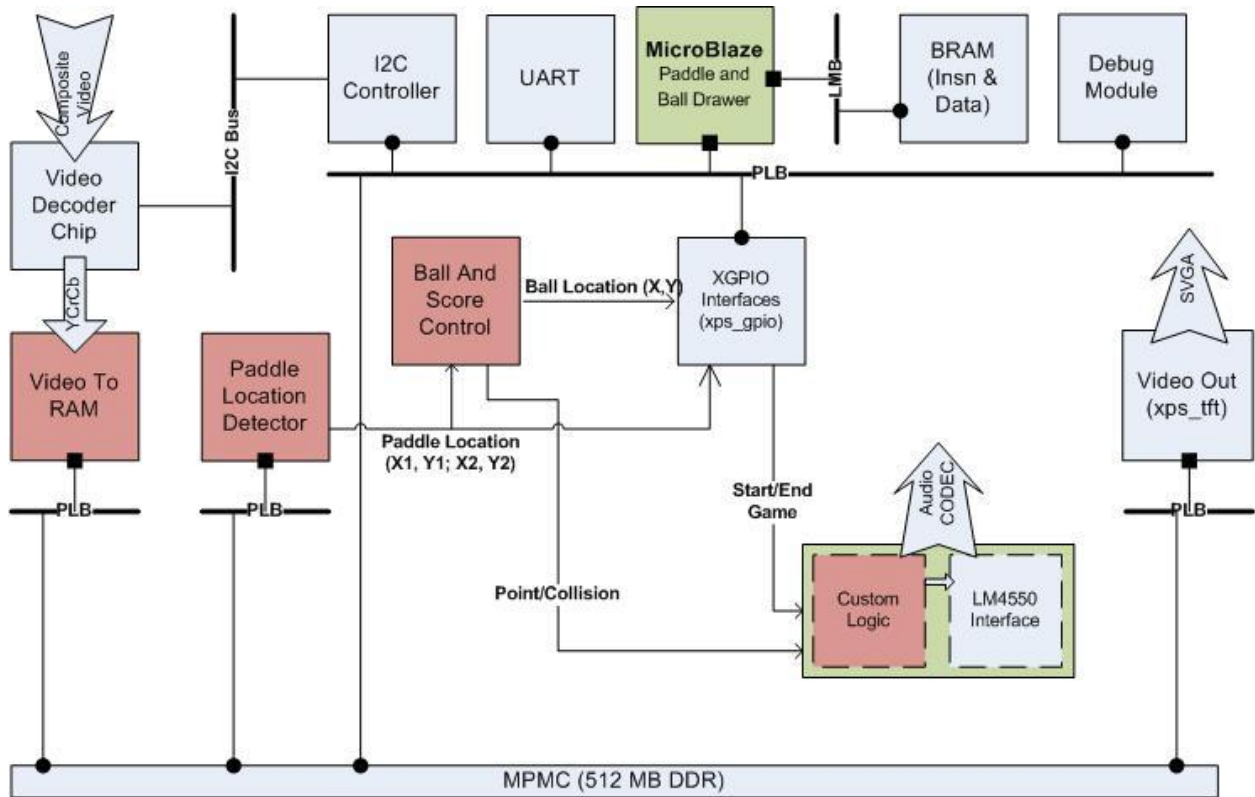 Composite
Video
Video
Decoder
Chip
I2C Bus
I2C
Controller
UART
MicroBlaze
Paddle and
Ball Drawer
LMB
BRAM
(Insn &
Data)
Debug
Module
PLB
YCrCb
Video To
RAM
PLB
Paddle
Location
Detector
PLB
Ball And
Score
Control
Ball Location (X,Y)
XGPIO
Interfaces
(xps_gpio)
Paddle Location
(X1, Y1; X2, Y2)
Start/End
Game
Point/Collision
Audio
CODEC
Custom
Logic
LM4550
Interface
SVGA
Video Out
(xps_tft)
PLB
MPMC (512 MB DDR)